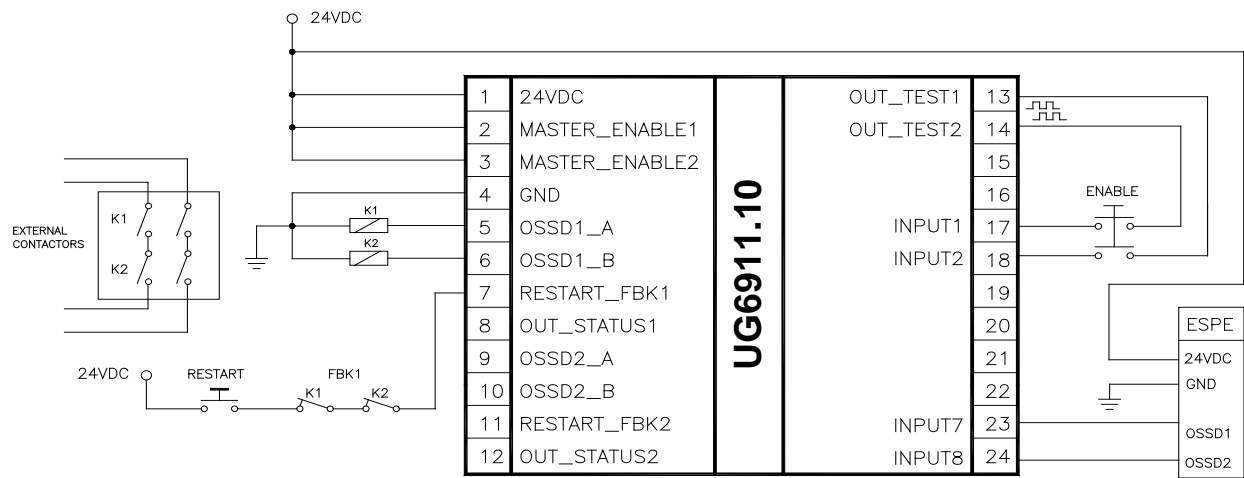 24VDC
1 24VDC OUT_TEST1 13
2 MASTER_ENABLE1 OUT_TEST2 14
3 MASTER_ENABLE2 15
4 GND 16
5 OSSD1_A INPUT1 17
6 OSSD1_B INPUT2 18
7 RESTART_FBK1 19
8 OUT_STATUS1 20
9 OSSD2_A 21
10 OSSD2_B 22
11 RESTART_FBK2 INPUT7 23
12 OUT_STATUS2 INPUT8 24
UG6911.10
K1
K2
EXTERNAL
CONTACTORS
K1
K2
24VDC
RESTART
FBK1
K1
K2
ENABLE
ESPE
24VDC
GND
OSSD1
OSSD2